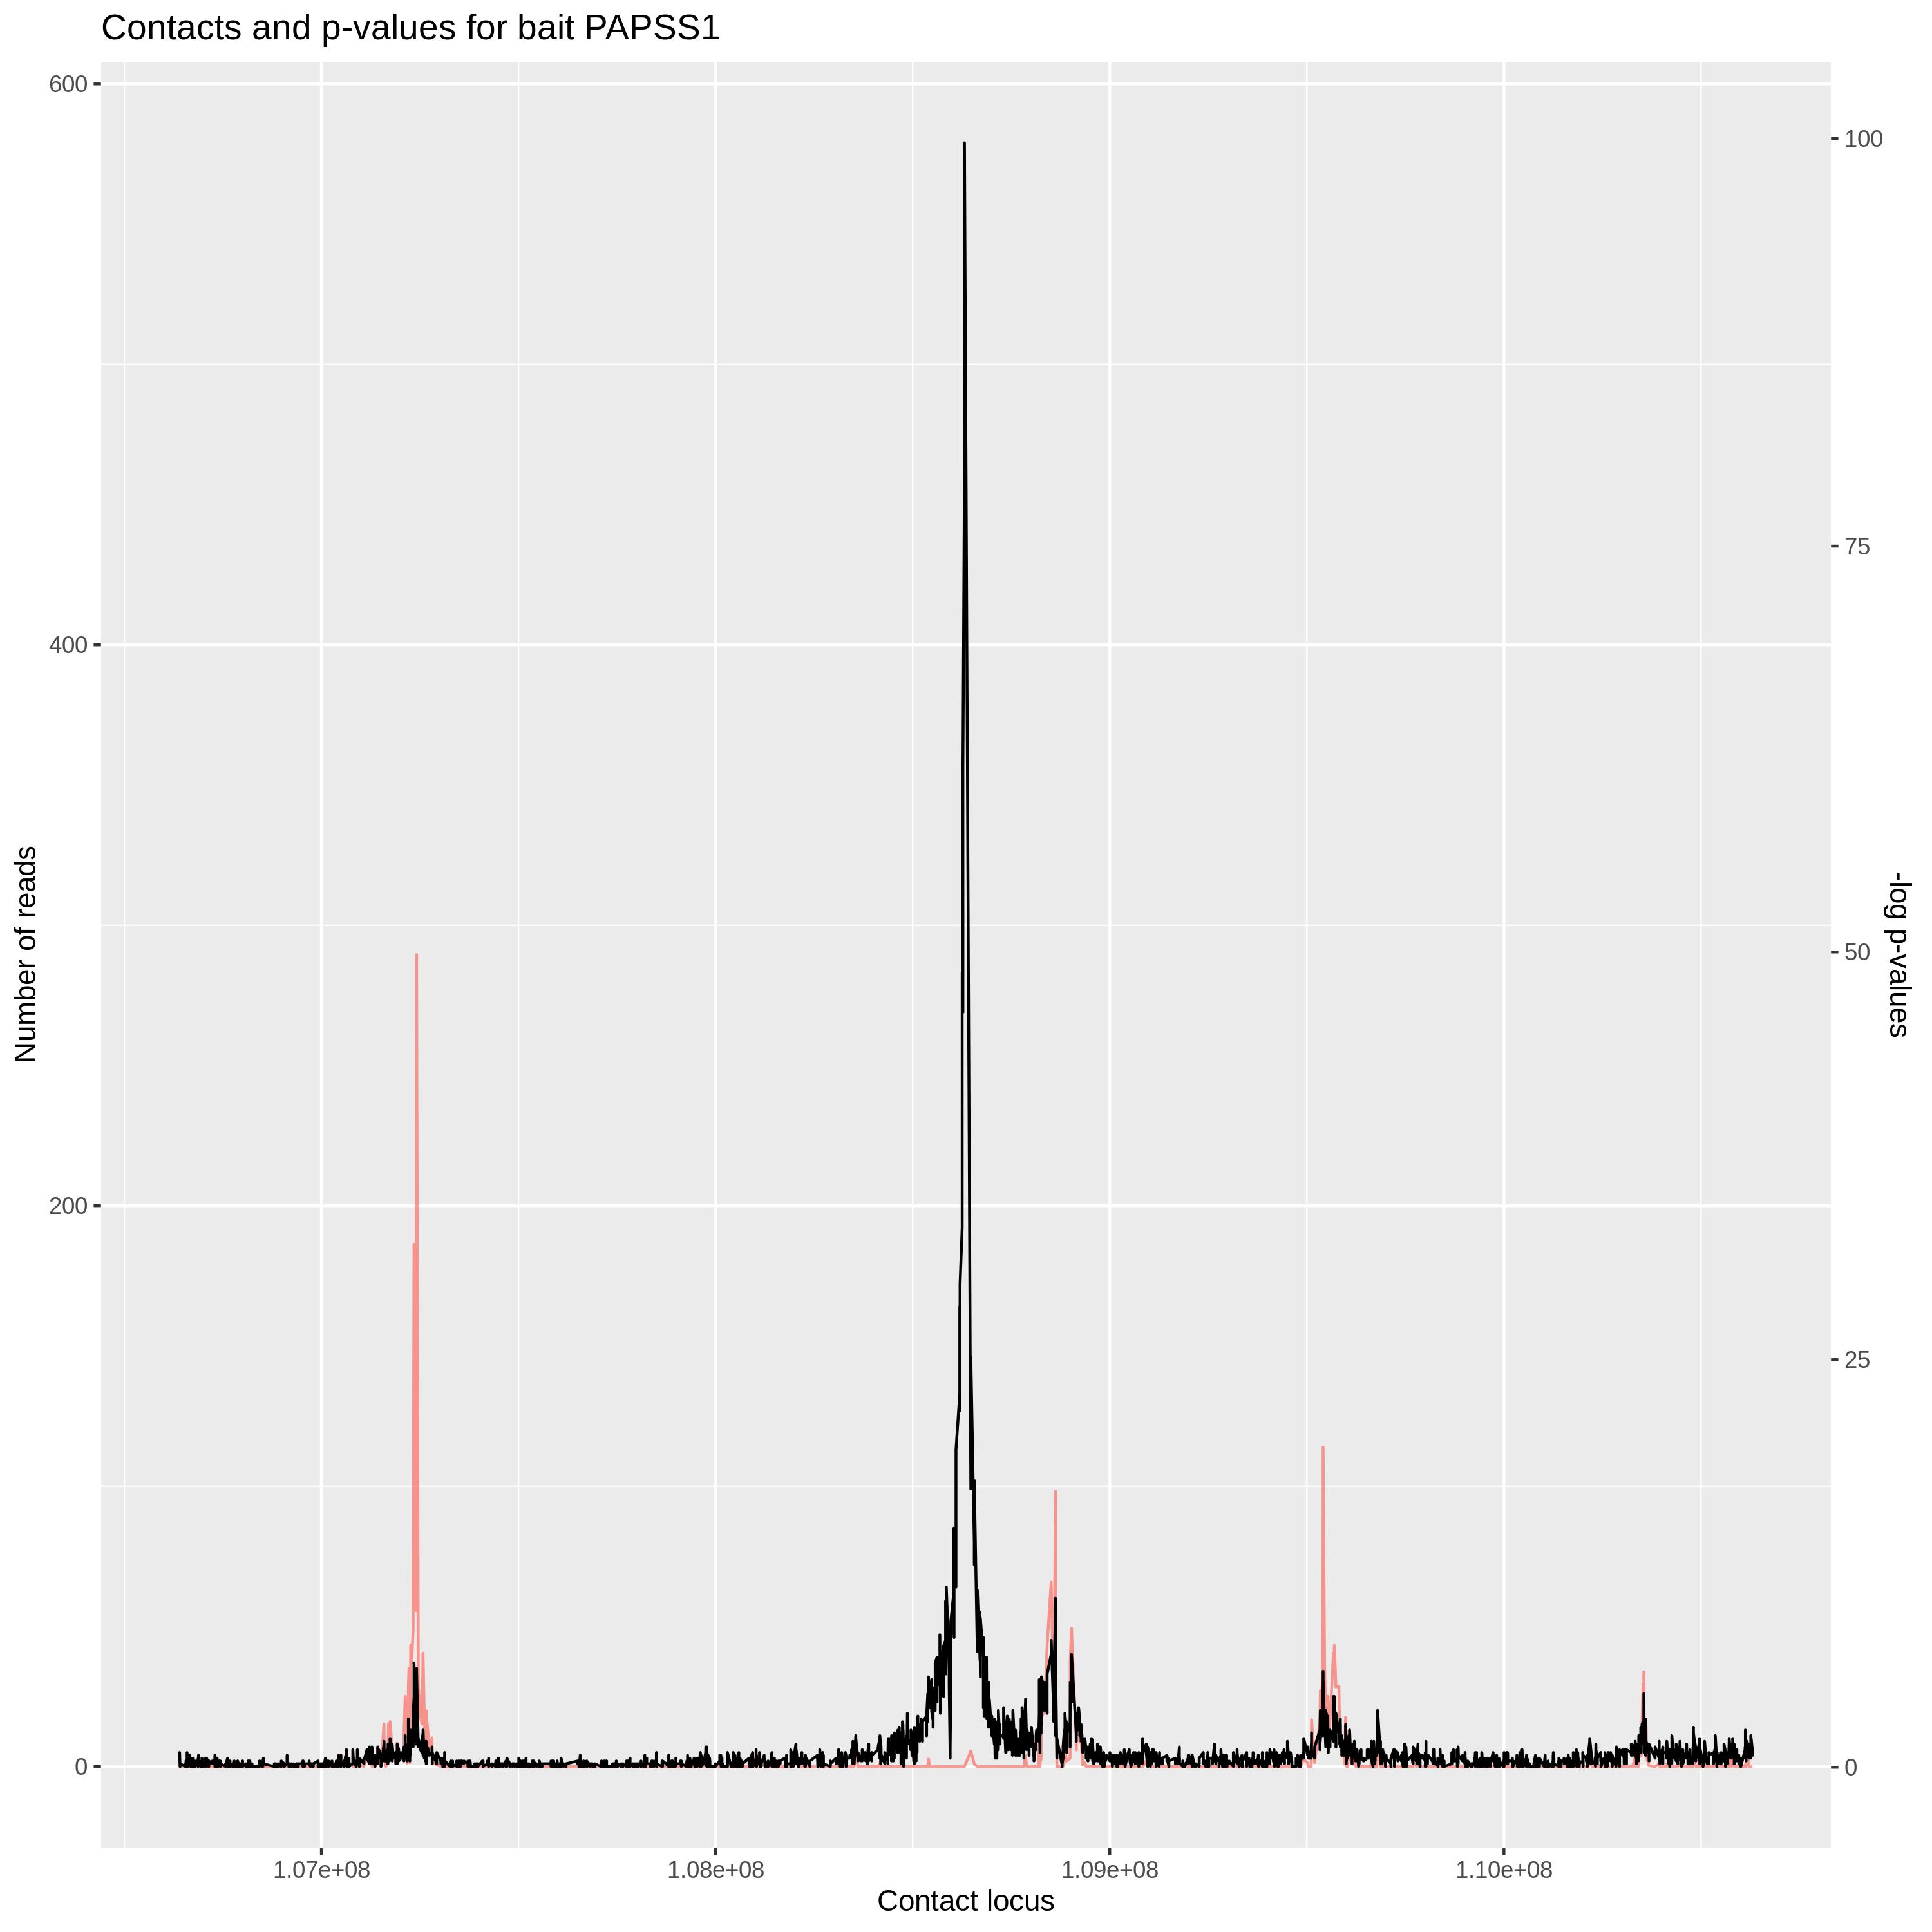 Contacts and p-values for bait PAPSS1
600
400
200
0
100
75
50
25
0
Number of reads
-log p-values
1.07e+08
1.08e+08
1.09e+08
1.10e+08
Contact locus